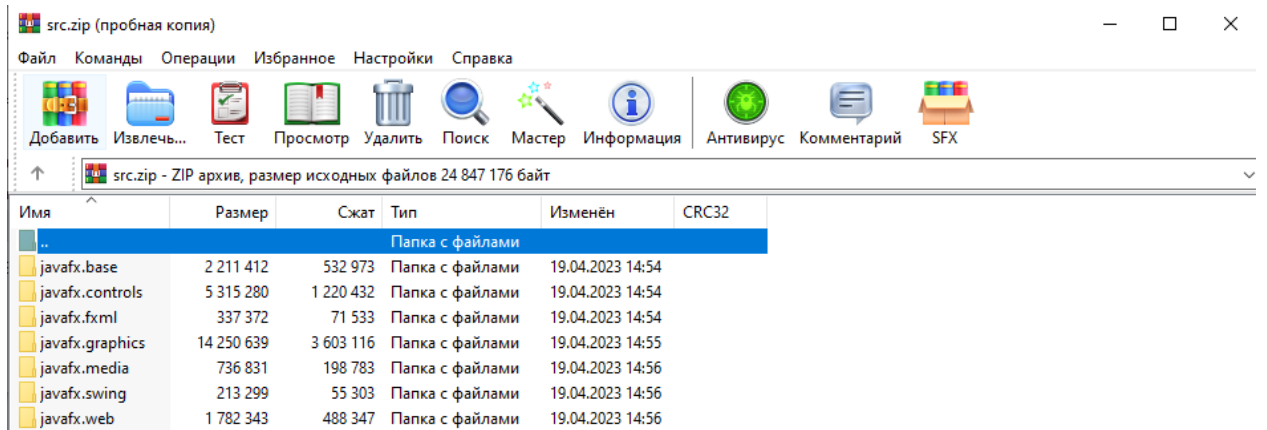 src.zip (пробная копия)
Файл Команды Операции Избранное Настройки Справка
Добавить Извлечь... Тест Просмотр Удалить Поиск Мастер Информация Антивирус Комментарий SFX
src.zip - ZIP архив, размер исходных файлов 24 847 176 байт
Имя Размер Сжат Тип Изменён CRC32
.. Папка с файлами
javafx.base 2 211 412 532 973 Папка с файлами 19.04.2023 14:54
javafx.controls 5 315 280 1 220 432 Папка с файлами 19.04.2023 14:54
javafx.fxml 337 372 71 533 Папка с файлами 19.04.2023 14:54
javafx.graphics 14 250 639 3 603 116 Папка с файлами 19.04.2023 14:55
javafx.media 736 831 198 783 Папка с файлами 19.04.2023 14:56
javafx.swing 213 299 55 303 Папка с файлами 19.04.2023 14:56
javafx.web 1 782 343 488 347 Папка с файлами 19.04.2023 14:56